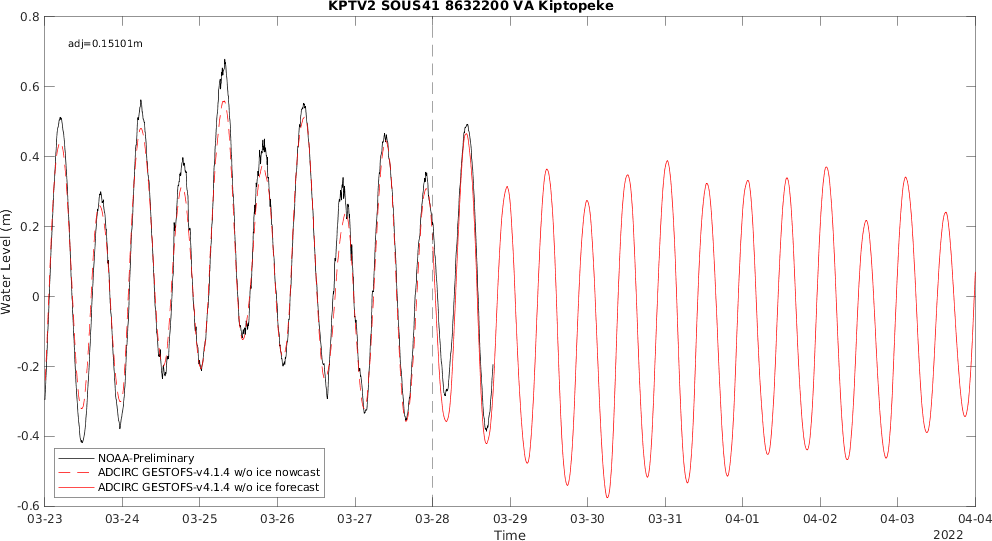 KPTV2 SOUS41 8632200 VA Kiptopeke
adj=0.15101m
Water Level (m)
0.8
0.6
0.4
0.2
0
-0.2
-0.4
-0.6
NOAA-Preliminary
ADCIRC GESTOFS-v4.1.4 w/o ice nowcast
ADCIRC GESTOFS-v4.1.4 w/o ice forecast
03-23 03-24 03-25 03-26 03-27 03-28 03-29 03-30 03-31 04-01 04-02 04-03 04-04
Time
2022